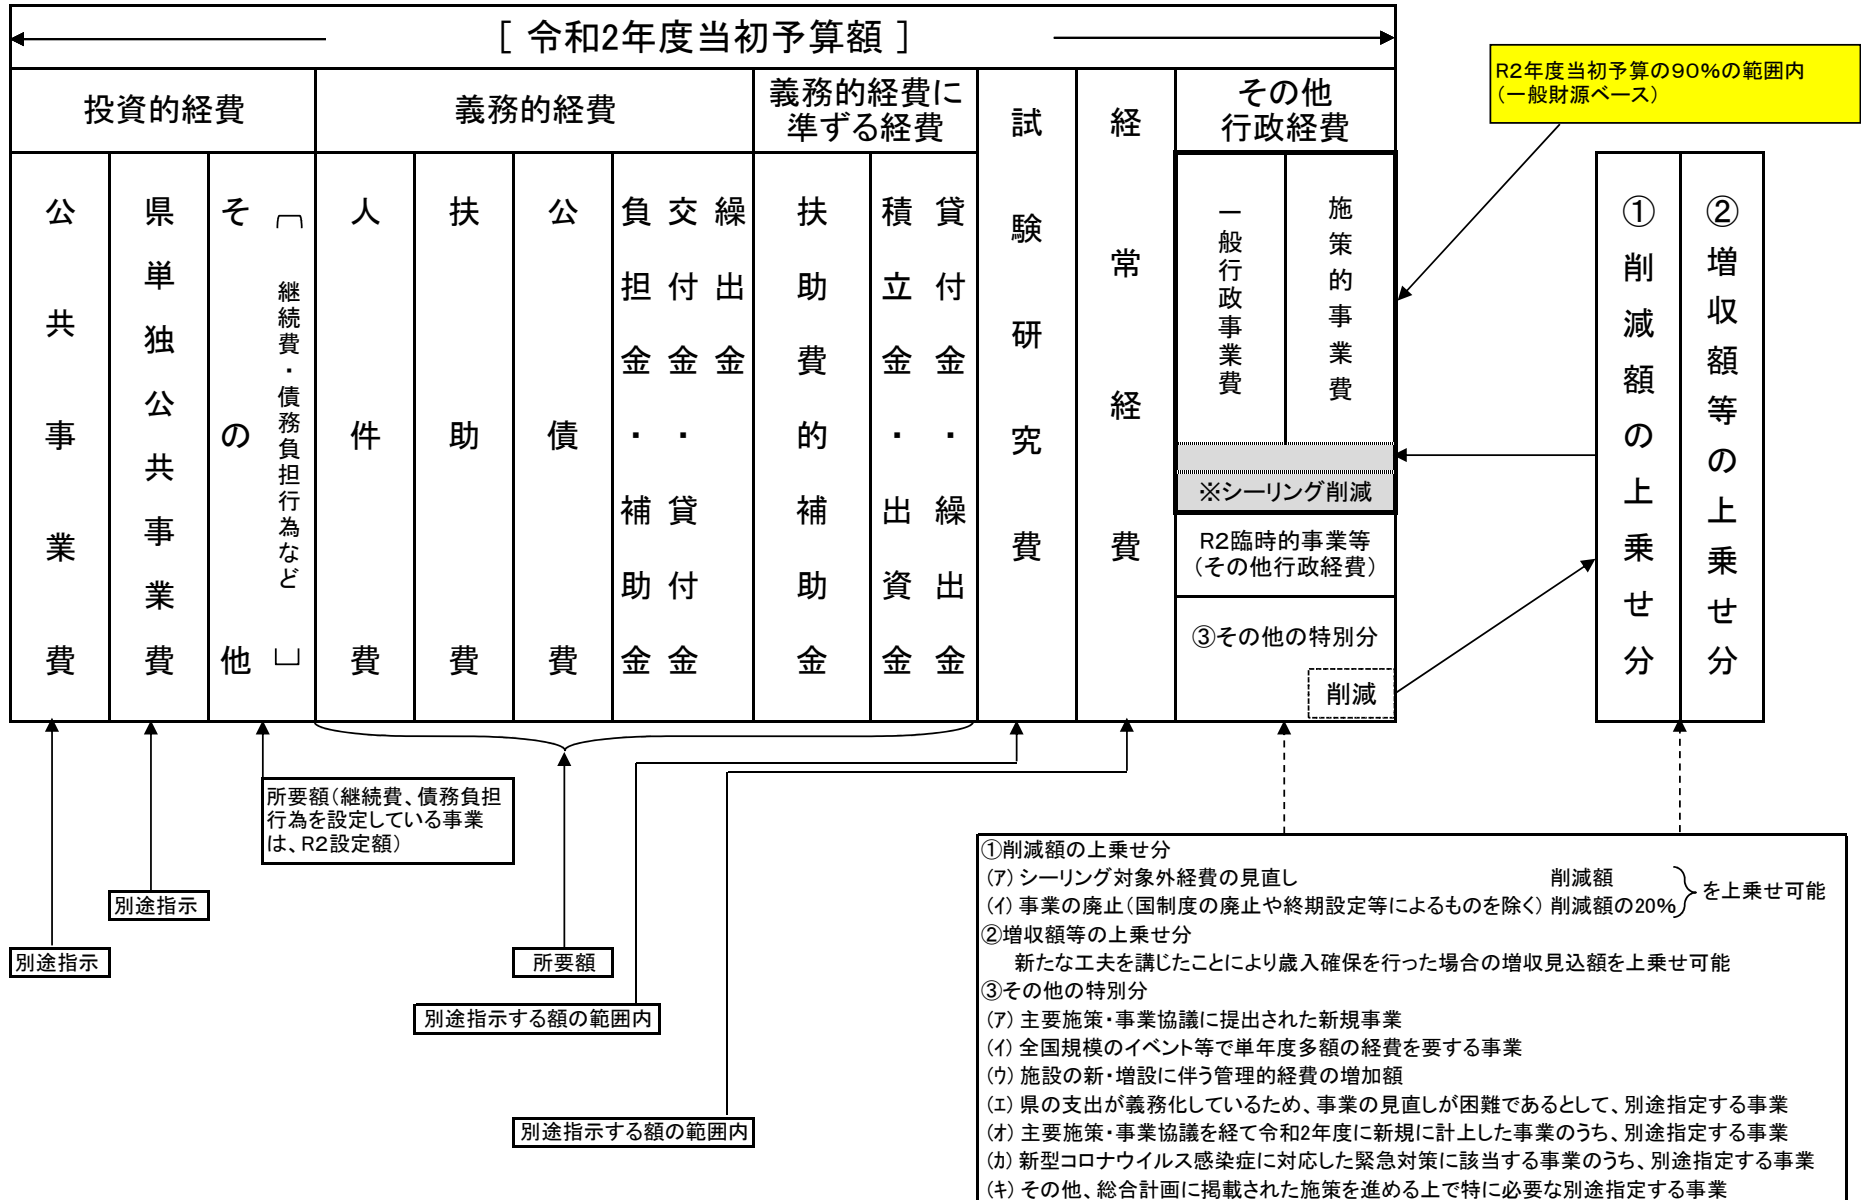 [ 令和2年度当初予算額 ]
R2年度当初予算の90%の範囲内
(一般財源ベース)
投資的経費
義務的経費
義務的経費に
準ずる経費
試験研究費
経常経費
その他
行政経費
公共事業費
県単独公共事業費
その他
〔継続費・債務負担行為など〕
人件費
扶助費
公債費
負担金・補助金
交付金・貸付金
繰出金
扶助費的補助金
積立金・出資金
貸付金・繰出金
一般行政事業費
施策的事業費
※シーリング削減
R2臨時的事業等
(その他行政経費)
③その他の特別分
削減
①削減額の上乗せ分
②増収額等の上乗せ分
所要額(継続費、債務負担
行為を設定している事業
は、R2設定額)
別途指示
別途指示
所要額
別途指示する額の範囲内
別途指示する額の範囲内
①削減額の上乗せ分
(ア) シーリング対象外経費の見直し 削減額
(イ) 事業の廃止(国制度の廃止や終期設定等によるものを除く) 削減額の20%
を上乗せ可能
②増収額等の上乗せ分
新たな工夫を講じたことにより歳入確保を行った場合の増収見込額を上乗せ可能
③その他の特別分
(ア) 主要施策・事業協議に提出された新規事業
(イ) 全国規模のイベント等で単年度多額の経費を要する事業
(ウ) 施設の新・増設に伴う管理的経費の増加額
(エ) 県の支出が義務化しているため、事業の見直しが困難であるとして、別途指定する事業
(オ) 主要施策・事業協議を経て令和2年度に新規に計上した事業のうち、別途指定する事業
(カ) 新型コロナウイルス感染症に対応した緊急対策に該当する事業のうち、別途指定する事業
(キ) その他、総合計画に掲載された施策を進める上で特に必要な別途指定する事業